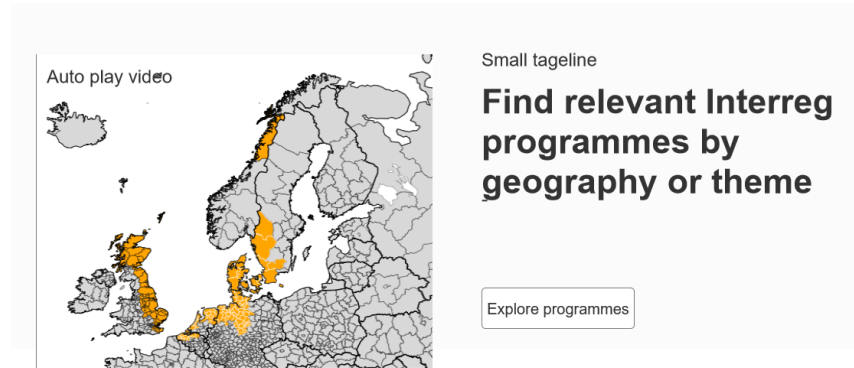 Auto play video
Small tageline
Find relevant Interreg
programmes by
geography or theme
Explore programmes